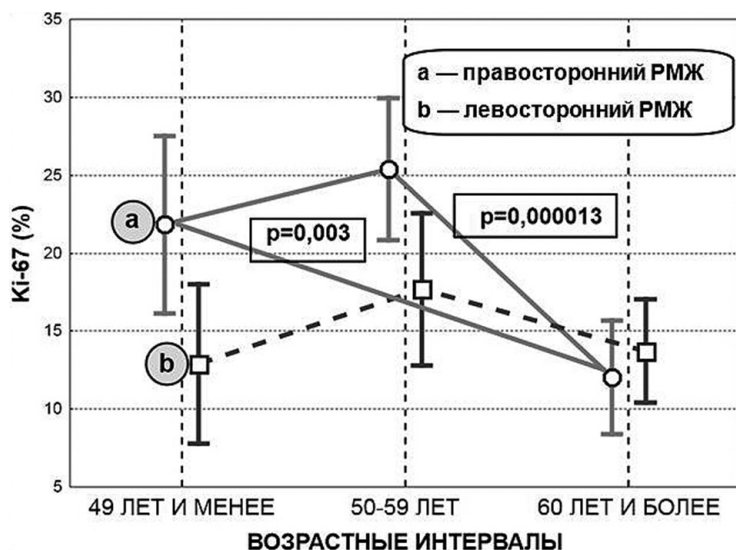 35
30
25
20
15
10
5
Ki-67 (%)
a — правосторонний РМЖ
b — левосторонний РМЖ
a
b
p=0,003
p=0,000013
49 ЛЕТ И МЕНЕЕ
50-59 ЛЕТ
60 ЛЕТ И БОЛЕЕ
ВОЗРАСТНЫЕ ИНТЕРВАЛЫ